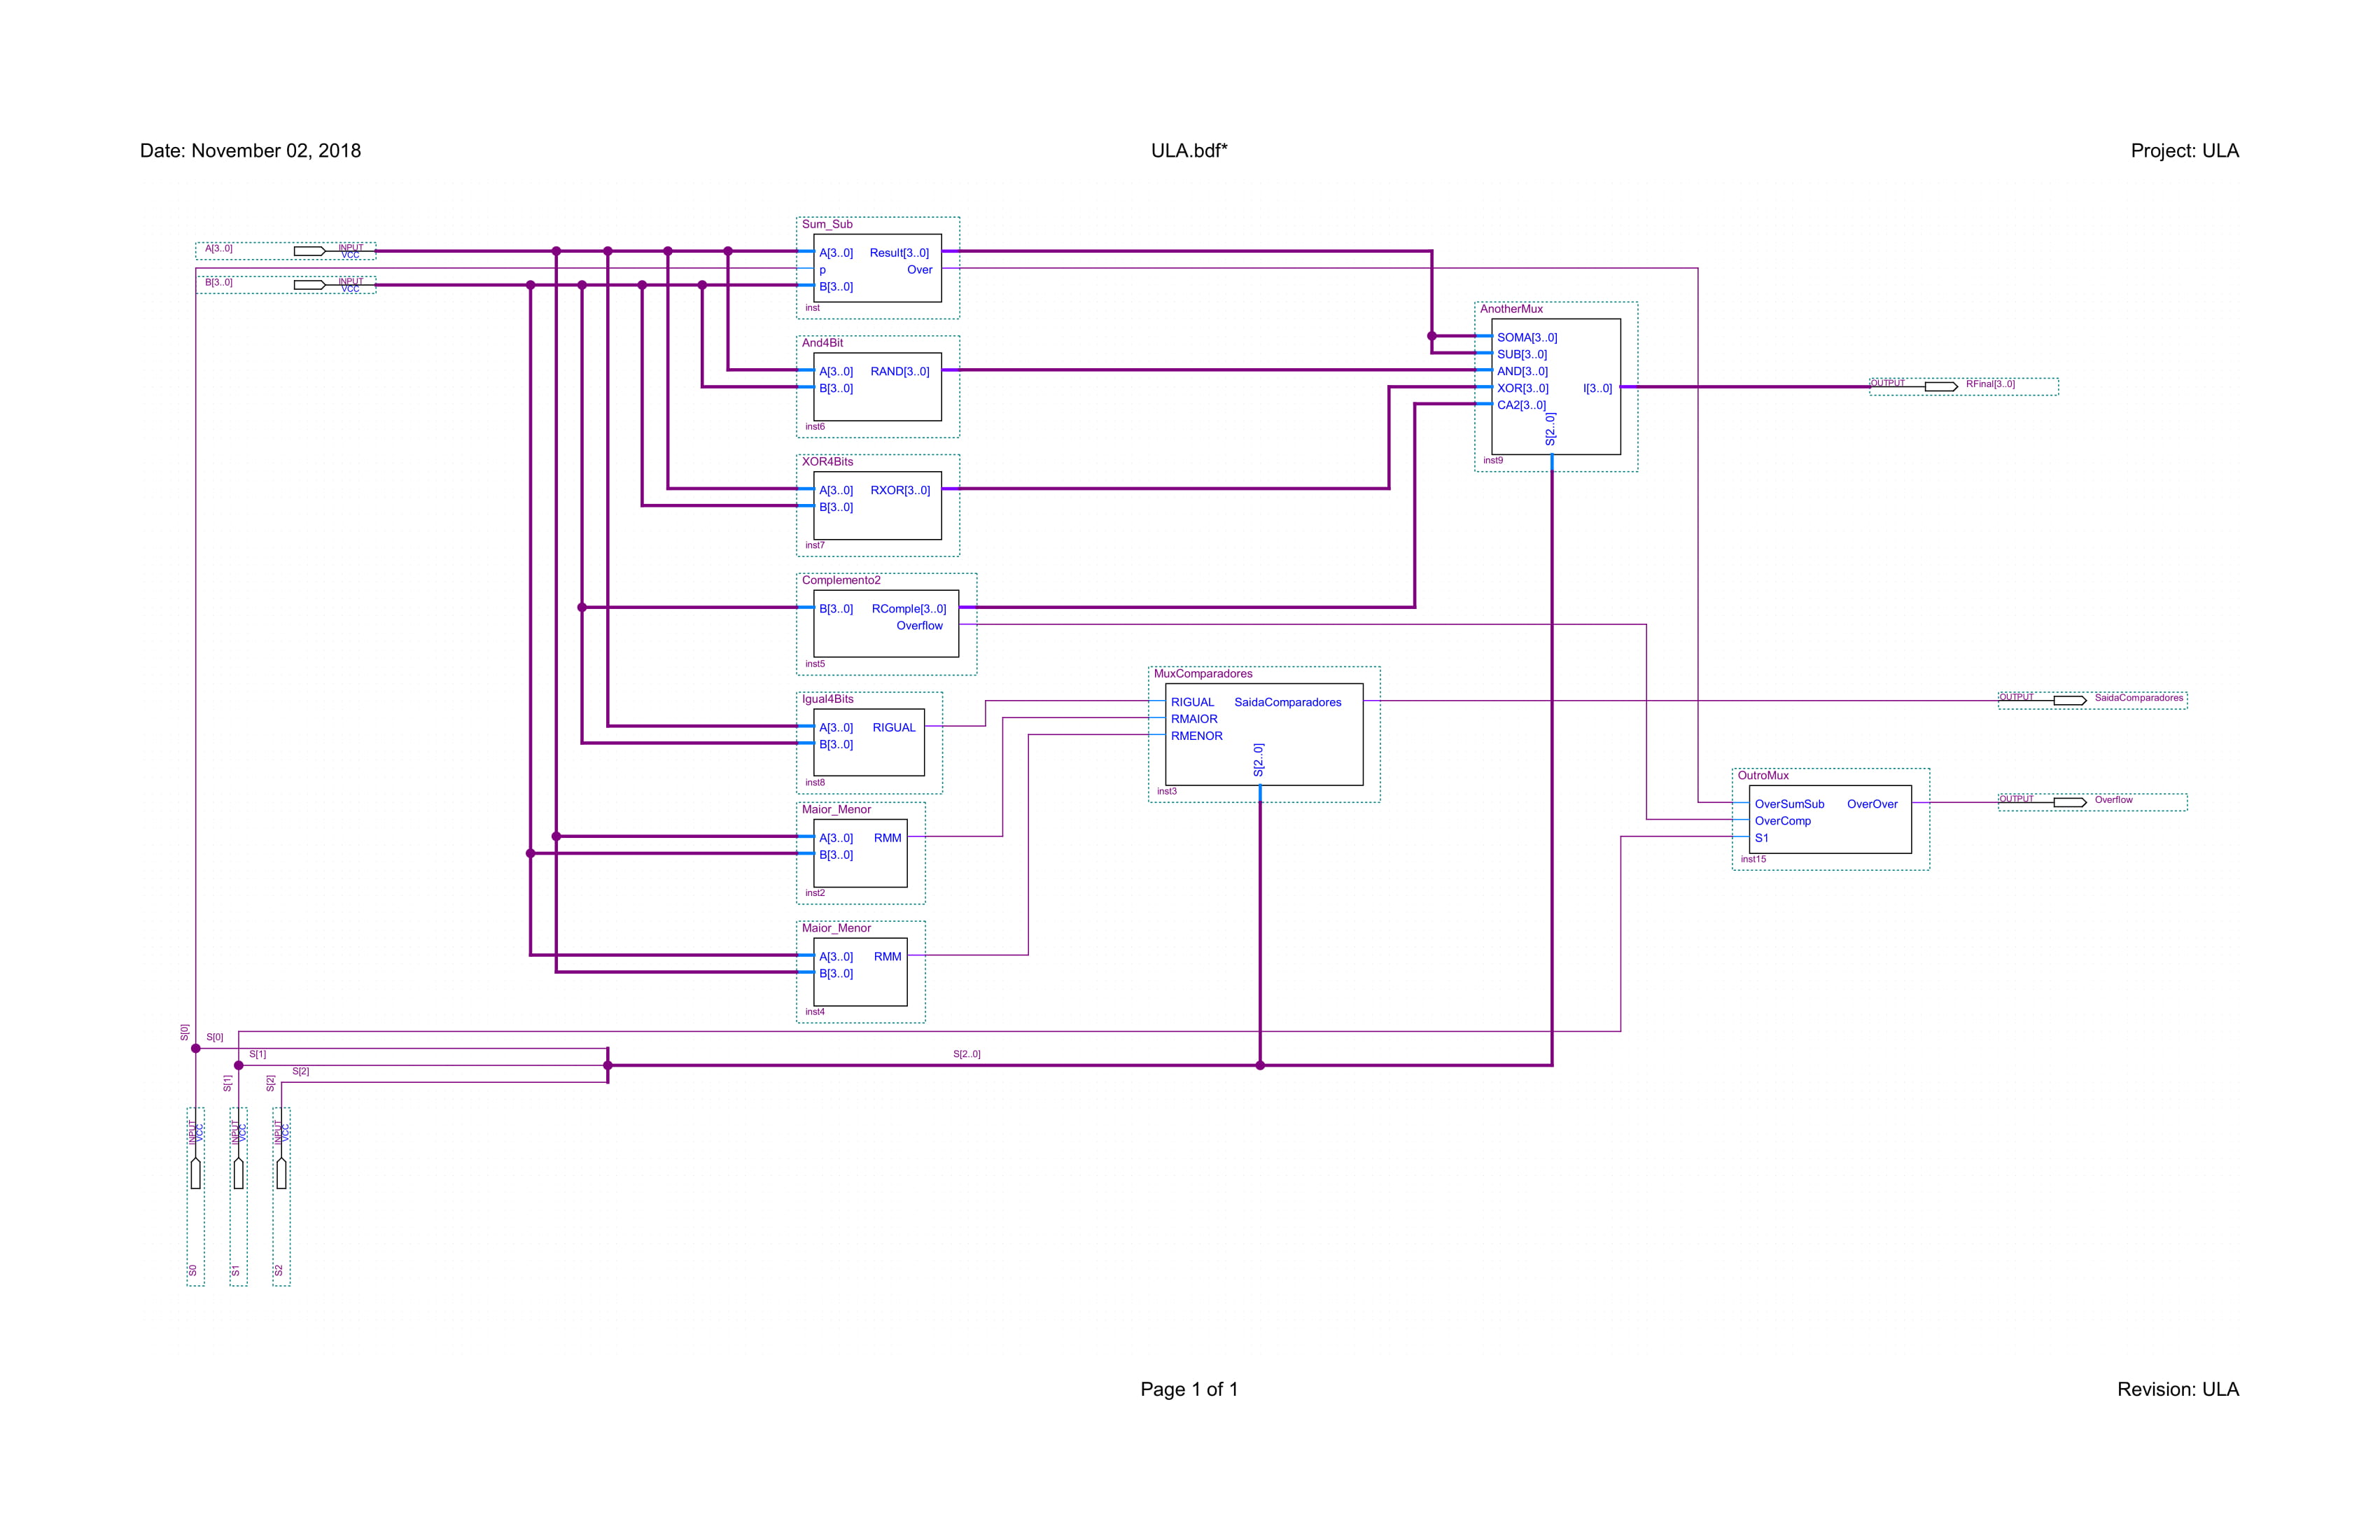 Date: November 02, 2018
ULA.bdf*
Project: ULA
A[3..0]
INPUT
VCC
B[3..0]
INPUT
VCC
Sum_Sub
A[3..0]
Result[3..0]
p
Over
B[3..0]
inst
And4Bit
A[3..0]
RAND[3..0]
B[3..0]
inst6
XOR4Bits
A[3..0]
RXOR[3..0]
B[3..0]
inst7
Complemento2
B[3..0]
RComple[3..0]
Overflow
inst5
Igual4Bits
A[3..0]
RIGUAL
B[3..0]
inst8
Maior_Menor
A[3..0]
RMM
B[3..0]
inst2
Maior_Menor
A[3..0]
RMM
B[3..0]
inst4
MuxComparadores
RIGUAL
SaidaComparadores
RMAIOR
RMENOR
S[2..0]
inst3
AnotherMux
SOMA[3..0]
SUB[3..0]
AND[3..0]
XOR[3..0]
I[3..0]
CA2[3..0]
S[2..0]
inst9
OUTPUT
RFinal[3..0]
OUTPUT
SaidaComparadores
OutroMux
OverSumSub
OverOver
OverComp
S1
inst15
OUTPUT
Overflow
S[0]
S[0]
S[1]
S[2]
S[1]
S[2]
S[2..0]
INPUT
VCC
INPUT
VCC
INPUT
VCC
S0
S1
S2
Page 1 of 1
Revision: ULA